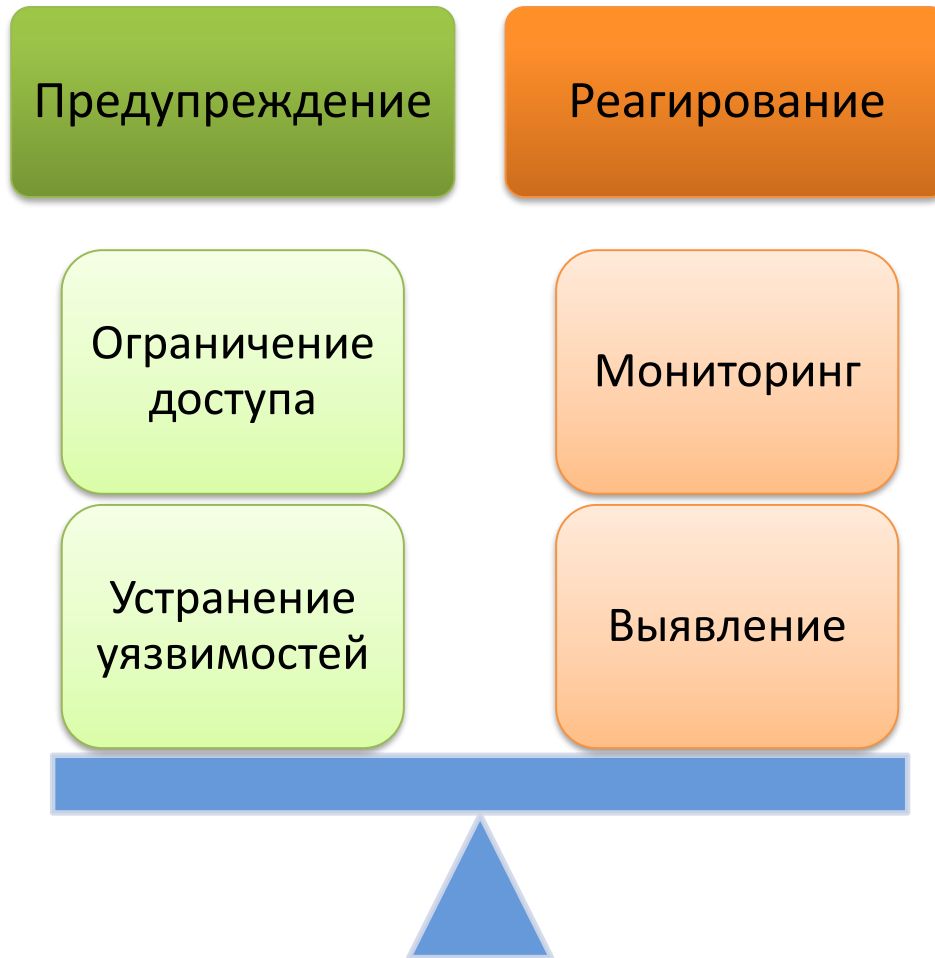 Предупреждение
Реагирование
Ограничение
доступа
Мониторинг
Устранение
уязвимостей
Выявление